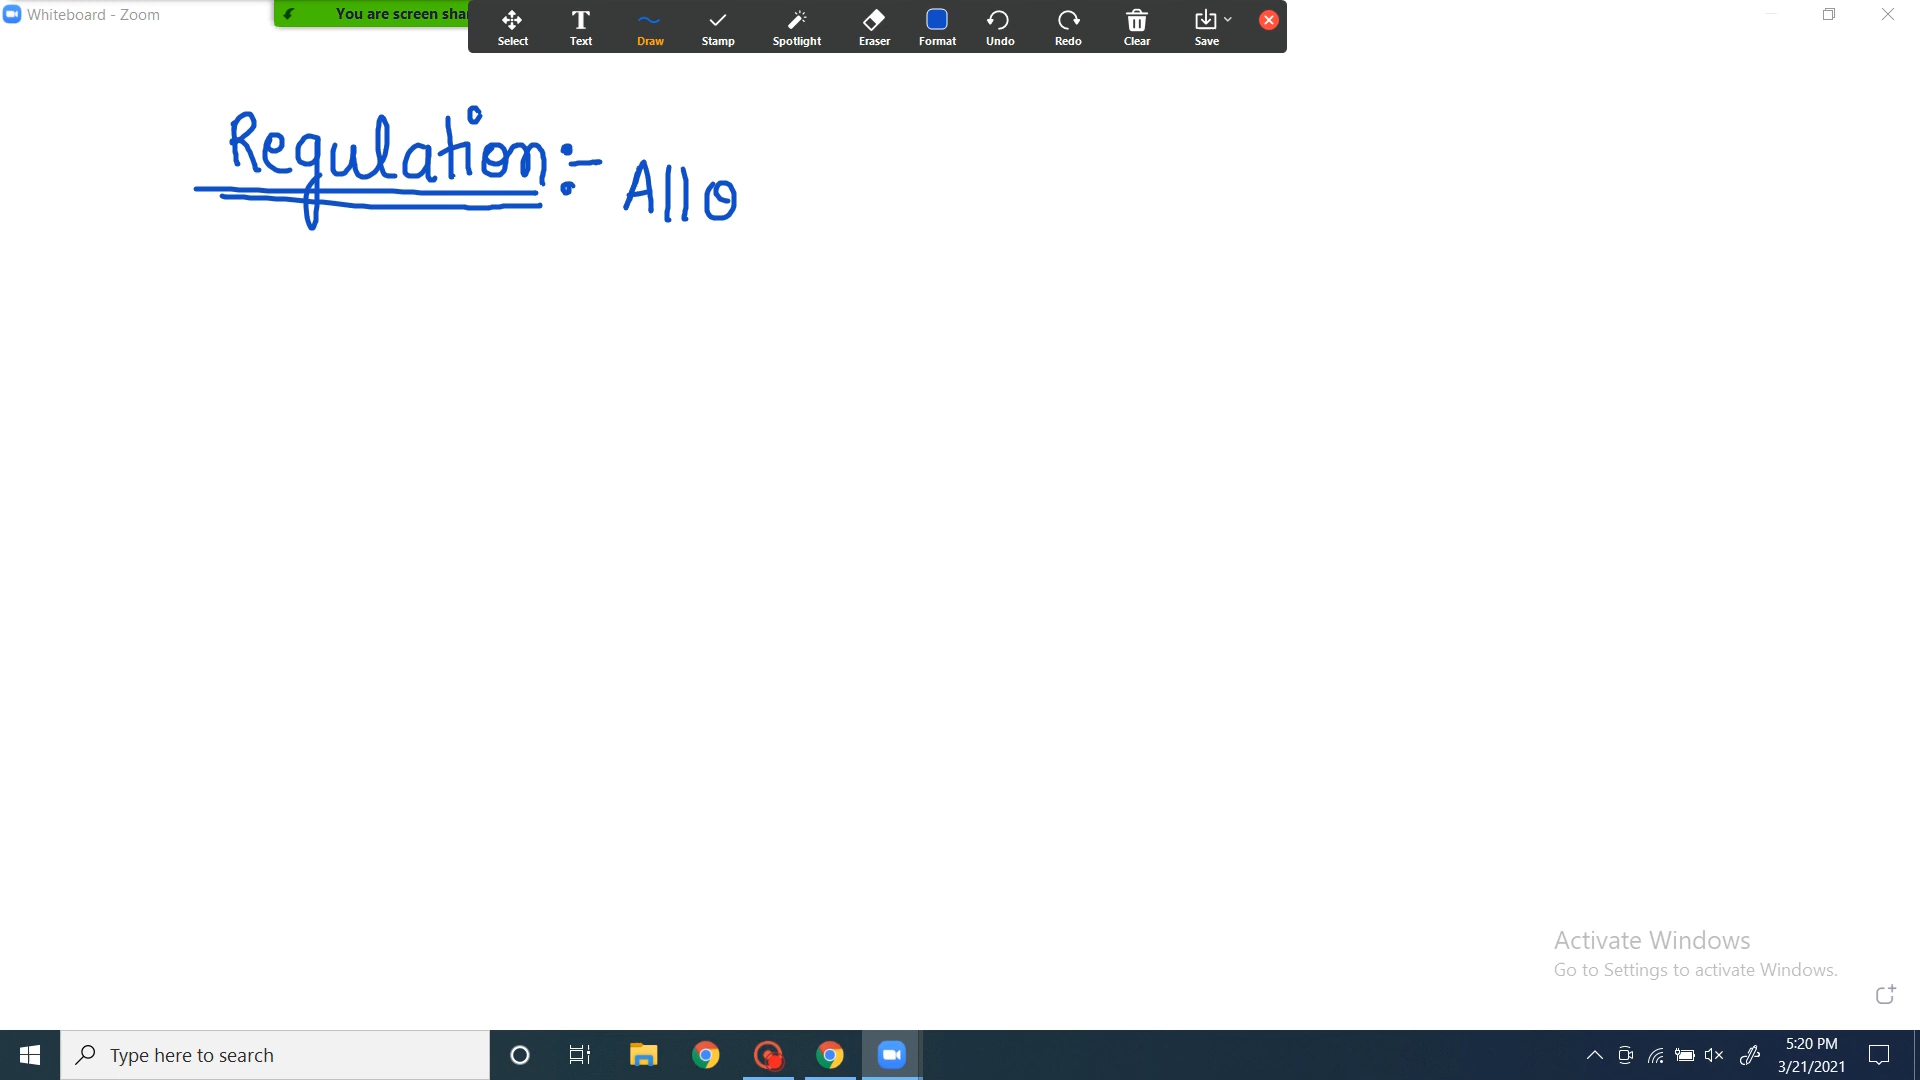 Whiteboard - Zoom
You are screen sha
Select Text Draw Stamp Spotlight Eraser Format Undo Redo Clear Save
Regulation:- Allo
Activate Windows
Go to Settings to activate Windows.
Type here to search
5:20 PM
3/21/2021